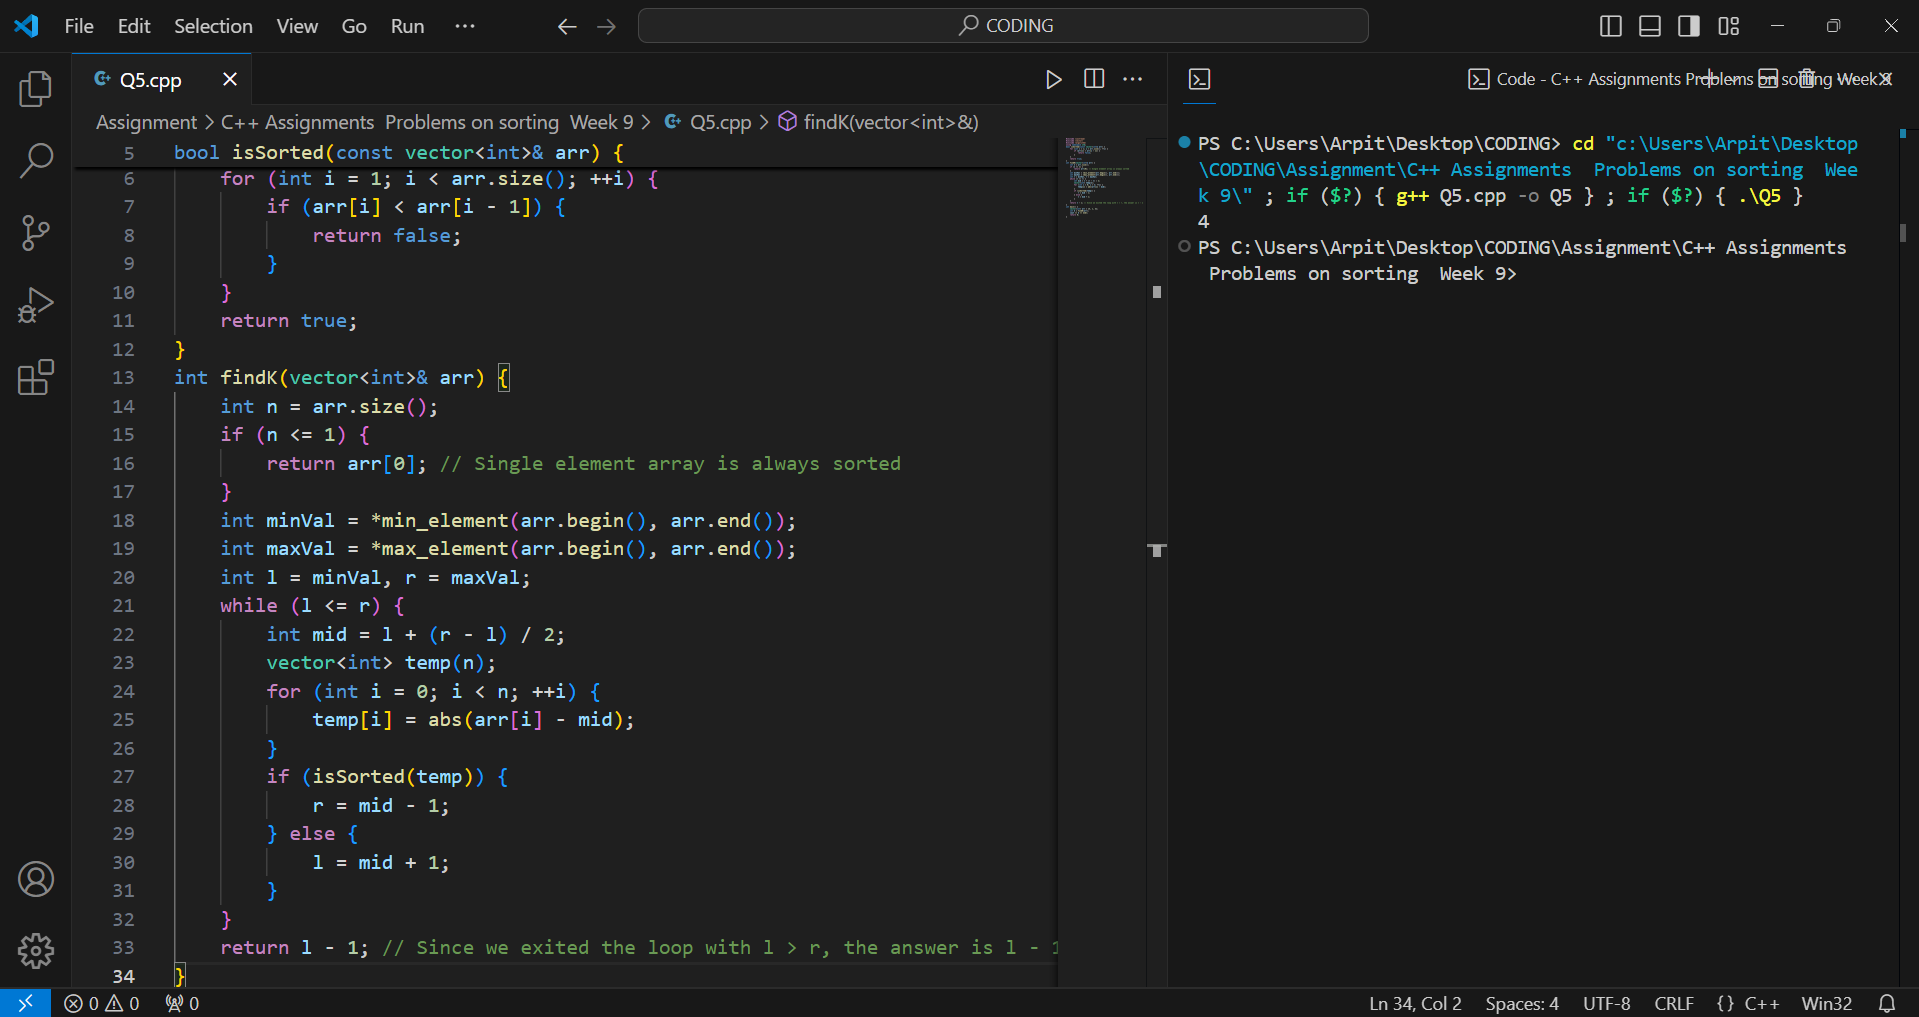 File Edit Selection View Go Run ··· CODING
Q5.cpp
Assignment > C++ Assignments Problems on sorting Week 9 > Q5.cpp > findK(vector<int>&)
5 bool isSorted(const vector<int>& arr) {
6 for (int i = 1; i < arr.size(); ++i) {
7 if (arr[i] < arr[i - 1]) {
8 return false;
9 }
10 }
11 return true;
12 }
13 int findK(vector<int>& arr) {
14 int n = arr.size();
15 if (n <= 1) {
16 return arr[0]; // Single element array is always sorted
17 }
18 int minVal = *min_element(arr.begin(), arr.end());
19 int maxVal = *max_element(arr.begin(), arr.end());
20 int l = minVal, r = maxVal;
21 while (l <= r) {
22 int mid = l + (r - l) / 2;
23 vector<int> temp(n);
24 for (int i = 0; i < n; ++i) {
25 temp[i] = abs(arr[i] - mid);
26 }
27 if (isSorted(temp)) {
28 r = mid - 1;
29 } else {
30 l = mid + 1;
31 }
32 }
33 return l - 1; // Since we exited the loop with l > r, the answer is l - 1
34 }
Code - C++ Assignments Problems on sorting Week 9
PS C:\Users\Arpit\Desktop\CODING> cd "c:\Users\Arpit\Desktop
\CODING\Assignment\C++ Assignments  Problems on sorting  Wee
k 9\" ; if ($?) { g++ Q5.cpp -o Q5 } ; if ($?) { .\Q5 }
4
PS C:\Users\Arpit\Desktop\CODING\Assignment\C++ Assignments
Problems on sorting  Week 9>
0 0 0 Ln 34, Col 2 Spaces: 4 UTF-8 CRLF {} C++ Win32